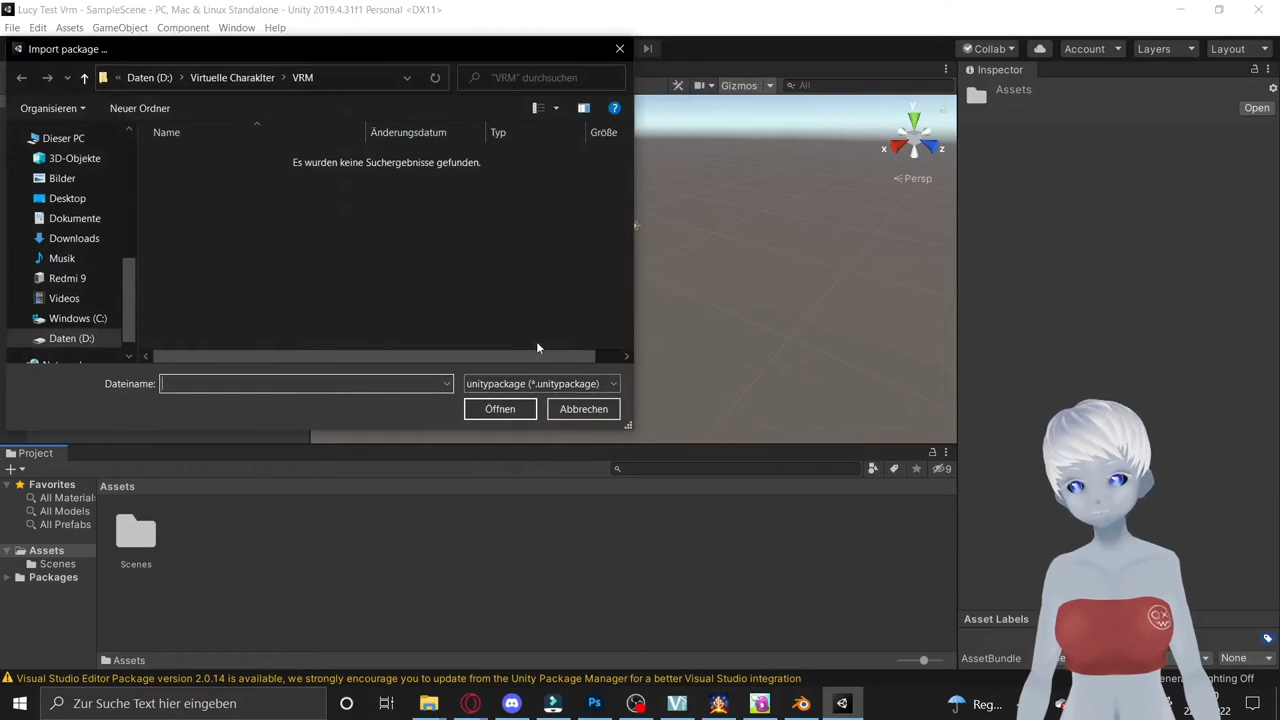 Lucy Test Vrm - SampleScene - PC, Mac & Linux Standalone - Unity 2019.4.31f1 Personal <DX11>
File Edit Assets GameObject Component Window Help
Import package ...
Collab Account Layers Layout
« Daten (D:) > Virtuelle Charaklter > VRM
"VRM" durchsuchen
Gizmos All
Inspector
Assets
Open
Organisieren Neuer Ordner
Name Änderungsdatum Typ Größe
Es wurden keine Suchergebnisse gefunden.
Dieser PC
3D-Objekte
Bilder
Desktop
Dokumente
Downloads
Musik
Redmi 9
Videos
Windows (C:)
Daten (D:)
y
x z
Persp
Dateiname: unitypackage (*.unitypackage)
Öffnen Abbrechen
Project
9
Favorites
All Materials
All Models
All Prefabs
Assets
Scenes
Packages
Assets
Scenes
Assets
Asset Labels
AssetBundle None
Visual Studio Editor Package version 2.0.14 is available, we strongly encourage you to update from the Unity Package Manager for a better Visual Studio integration
Lighting Off
Zur Suche Text hier eingeben
Reg...